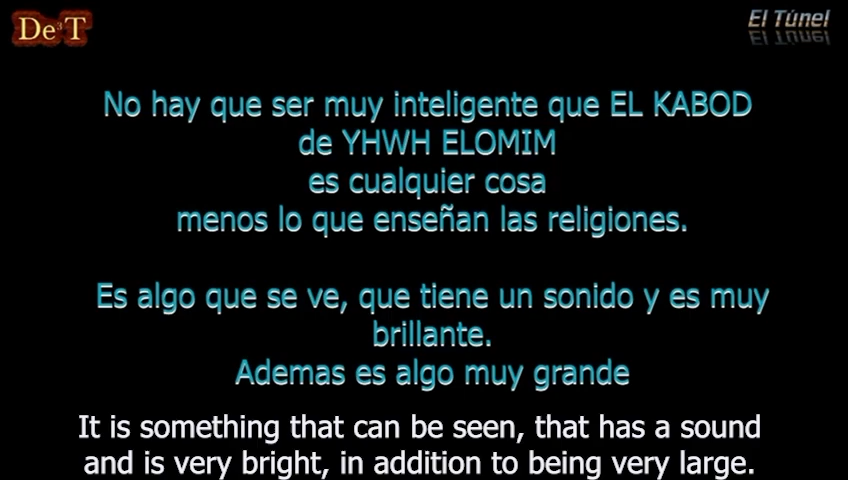 De³T
El Túnel
No hay que ser muy inteligente que EL KABOD
de YHWH ELOMIM
es cualquier cosa
menos lo que enseñan las religiones.
Es algo que se ve, que tiene un sonido y es muy
brillante.
Ademas es algo muy grande
It is something that can be seen, that has a sound
and is very bright, in addition to being very large.